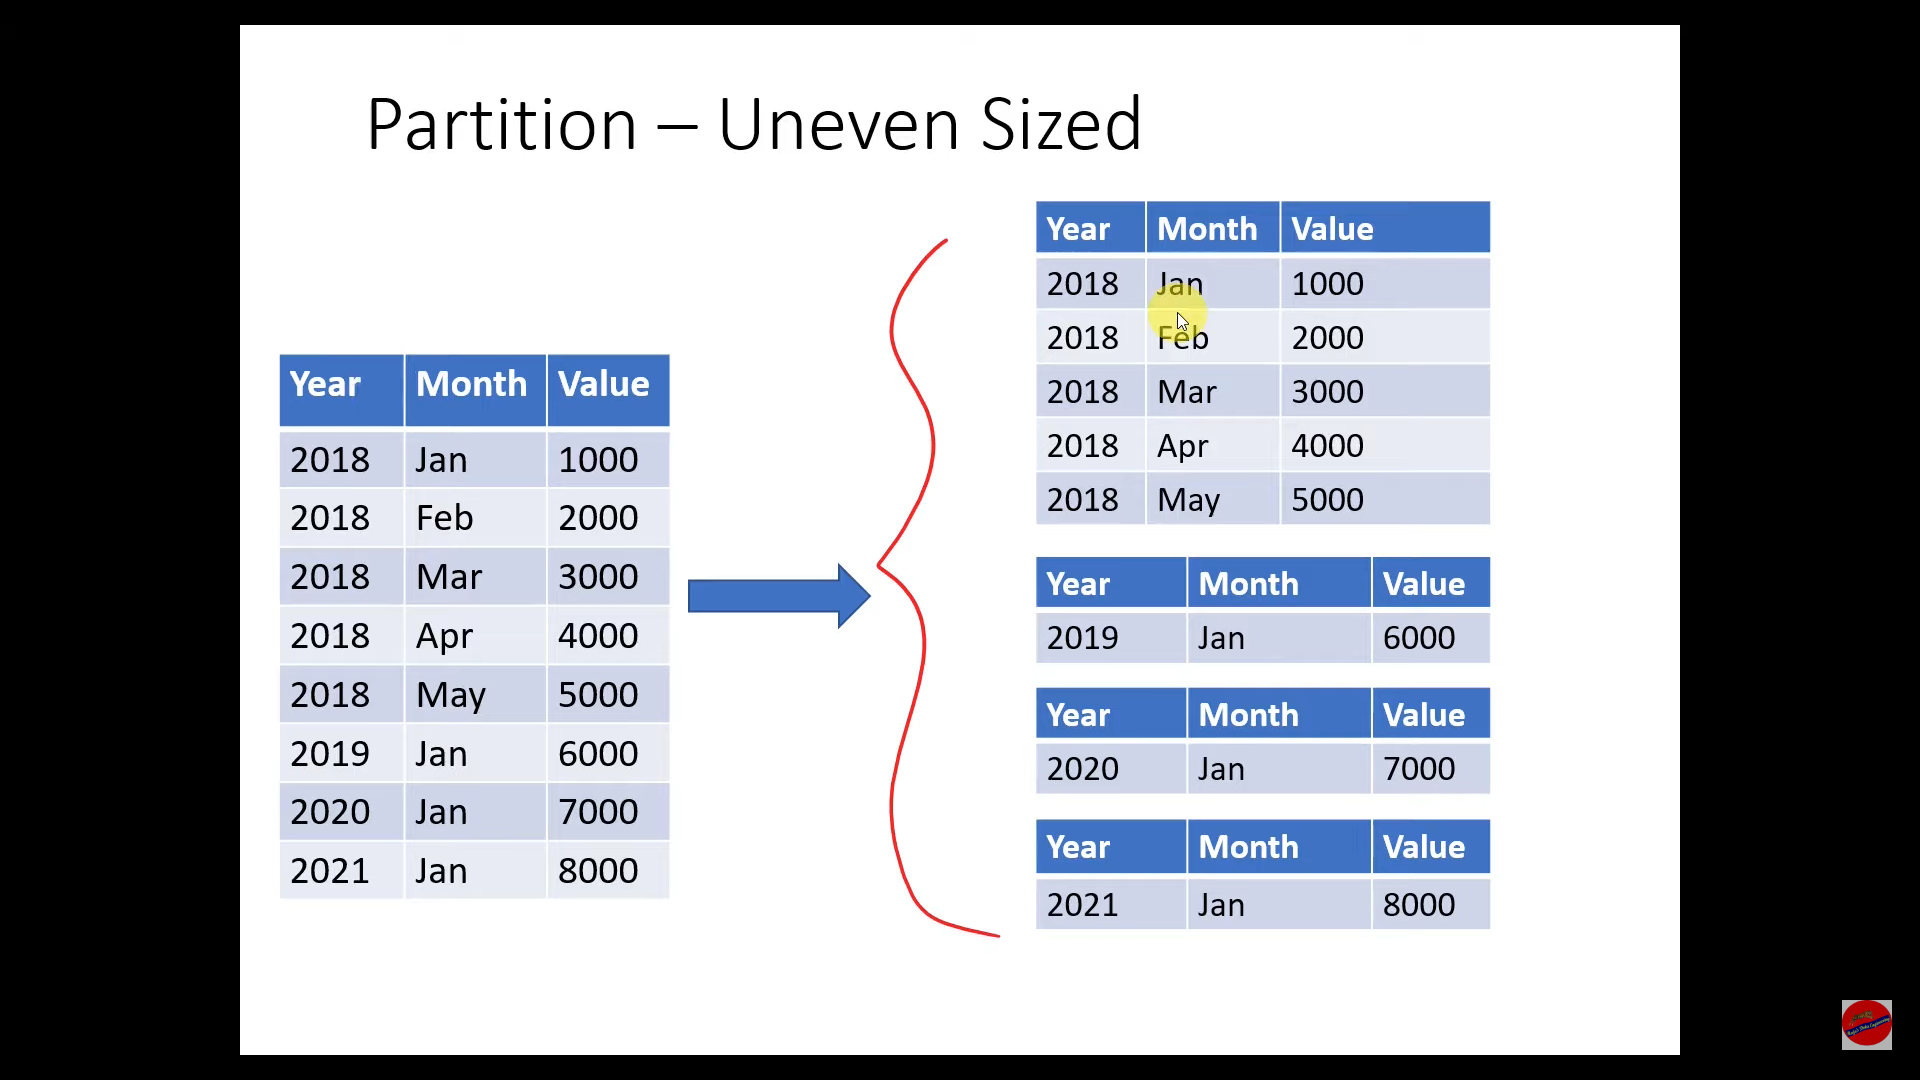 Partition – Uneven Sized
Year Month Value
2018 Jan 1000
2018 Feb 2000
2018 Mar 3000
2018 Apr 4000
2018 May 5000
2019 Jan 6000
2020 Jan 7000
2021 Jan 8000
Year Month Value
2018 Jan 1000
2018 Feb 2000
2018 Mar 3000
2018 Apr 4000
2018 May 5000
Year Month Value
2019 Jan 6000
Year Month Value
2020 Jan 7000
Year Month Value
2021 Jan 8000